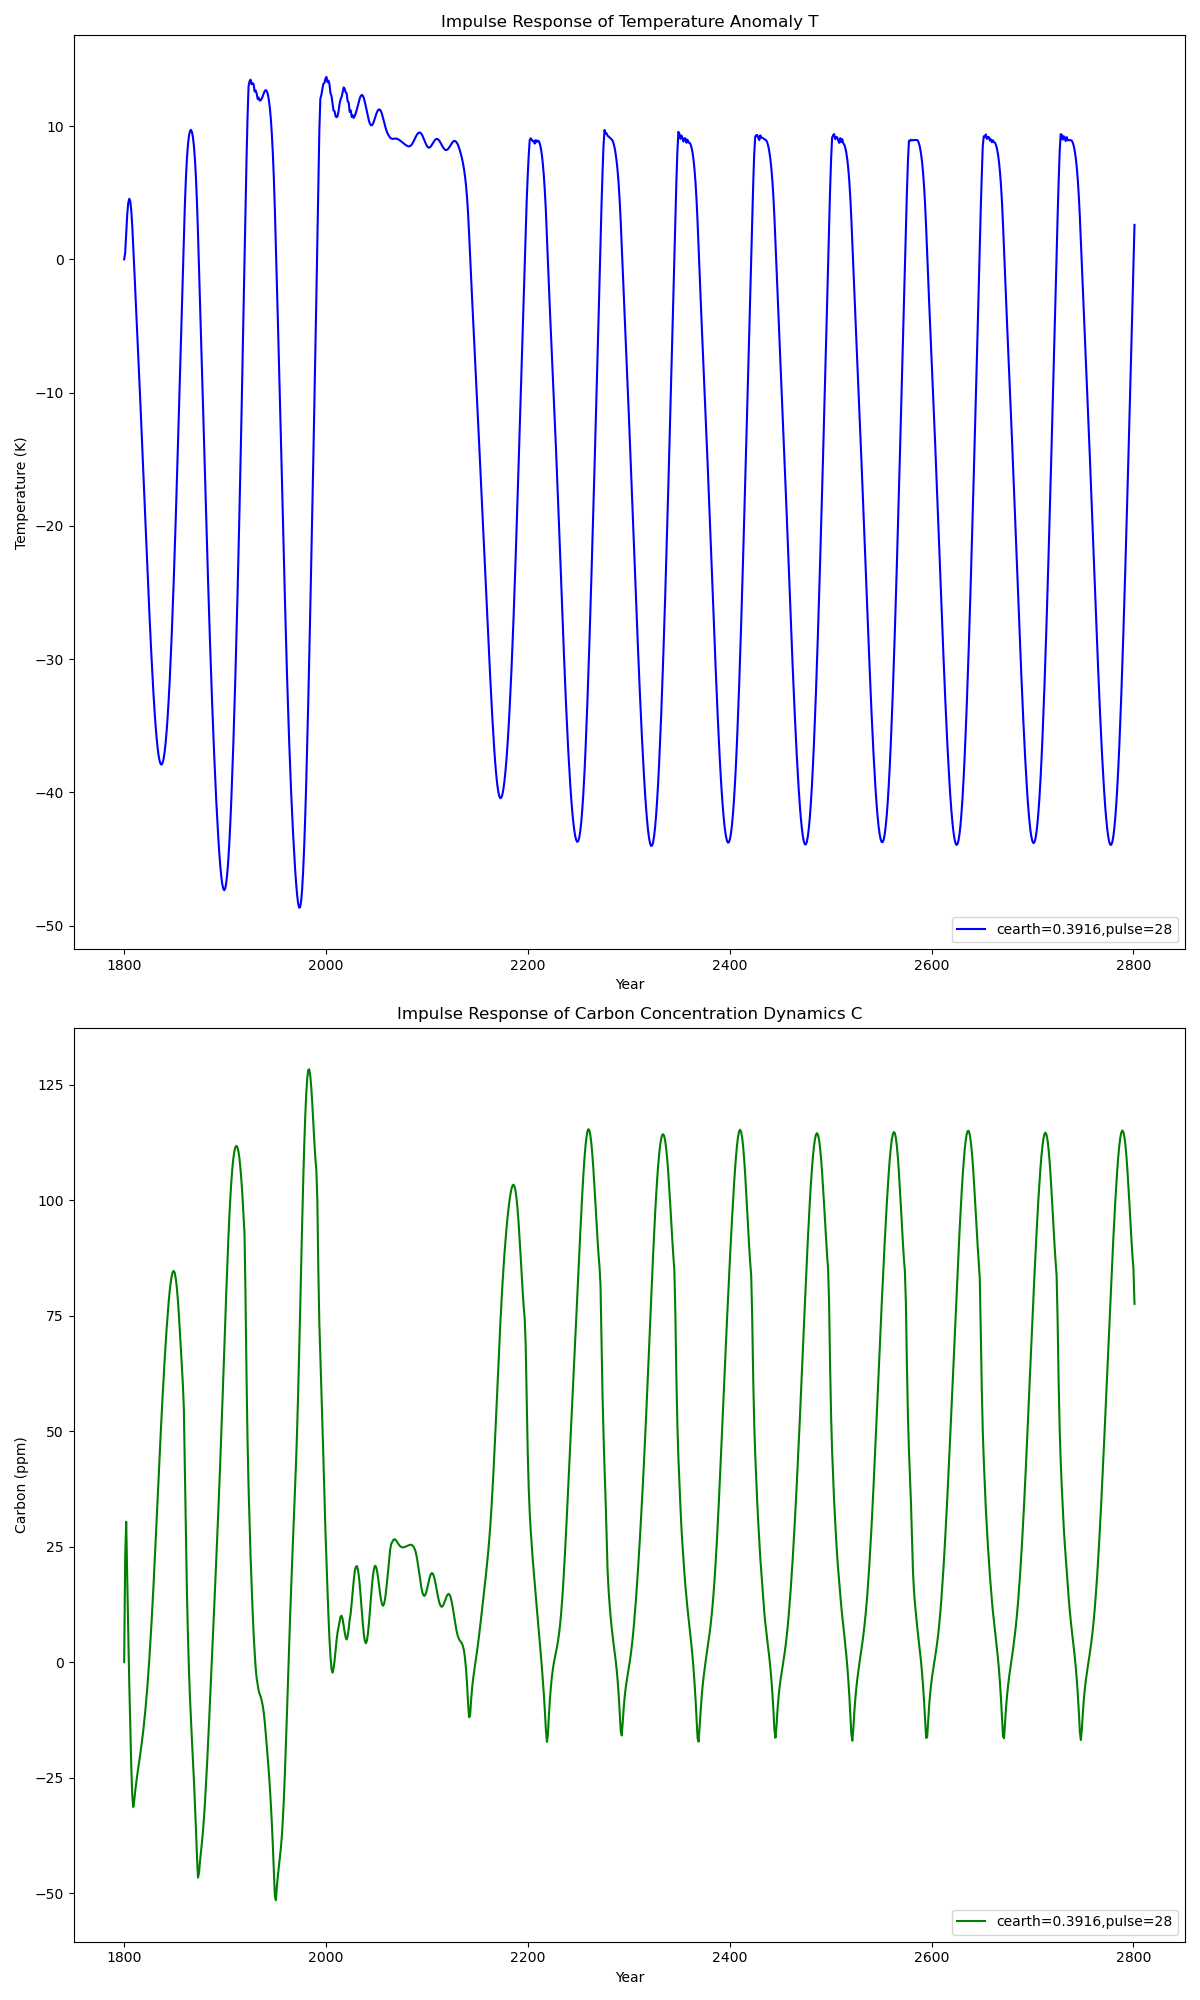 Impulse Response of Temperature Anomaly T
Temperature (K)
10
0
−10
−20
−30
−40
−50
cearth=0.3916,pulse=28
1800 2000 2200 2400 2600 2800
Year
Impulse Response of Carbon Concentration Dynamics C
Carbon (ppm)
125
100
75
50
25
0
−25
−50
cearth=0.3916,pulse=28
1800 2000 2200 2400 2600 2800
Year